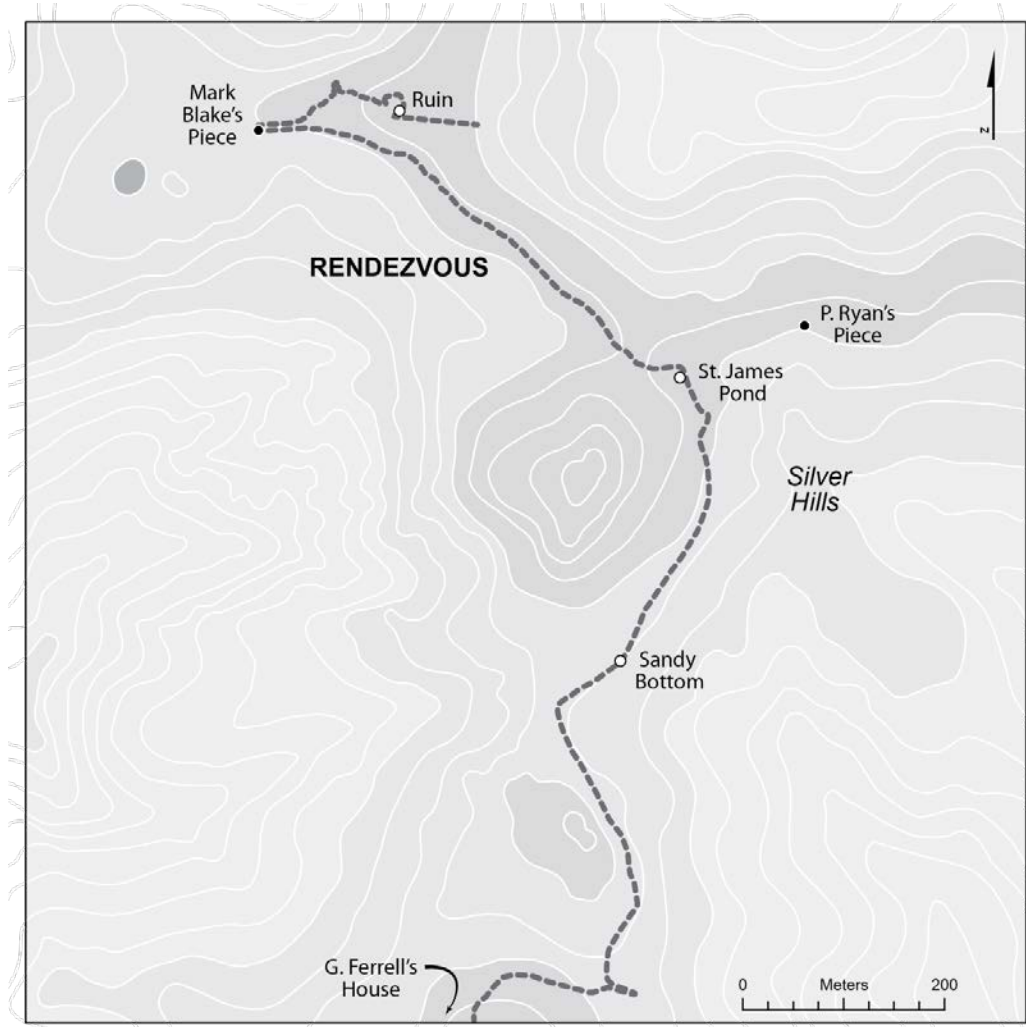 Mark
Blake's
Piece
Ruin
N
RENDEZVOUS
P. Ryan's
Piece
St. James
Pond
Silver
Hills
Sandy
Bottom
G. Ferrell's
House
0 Meters 200